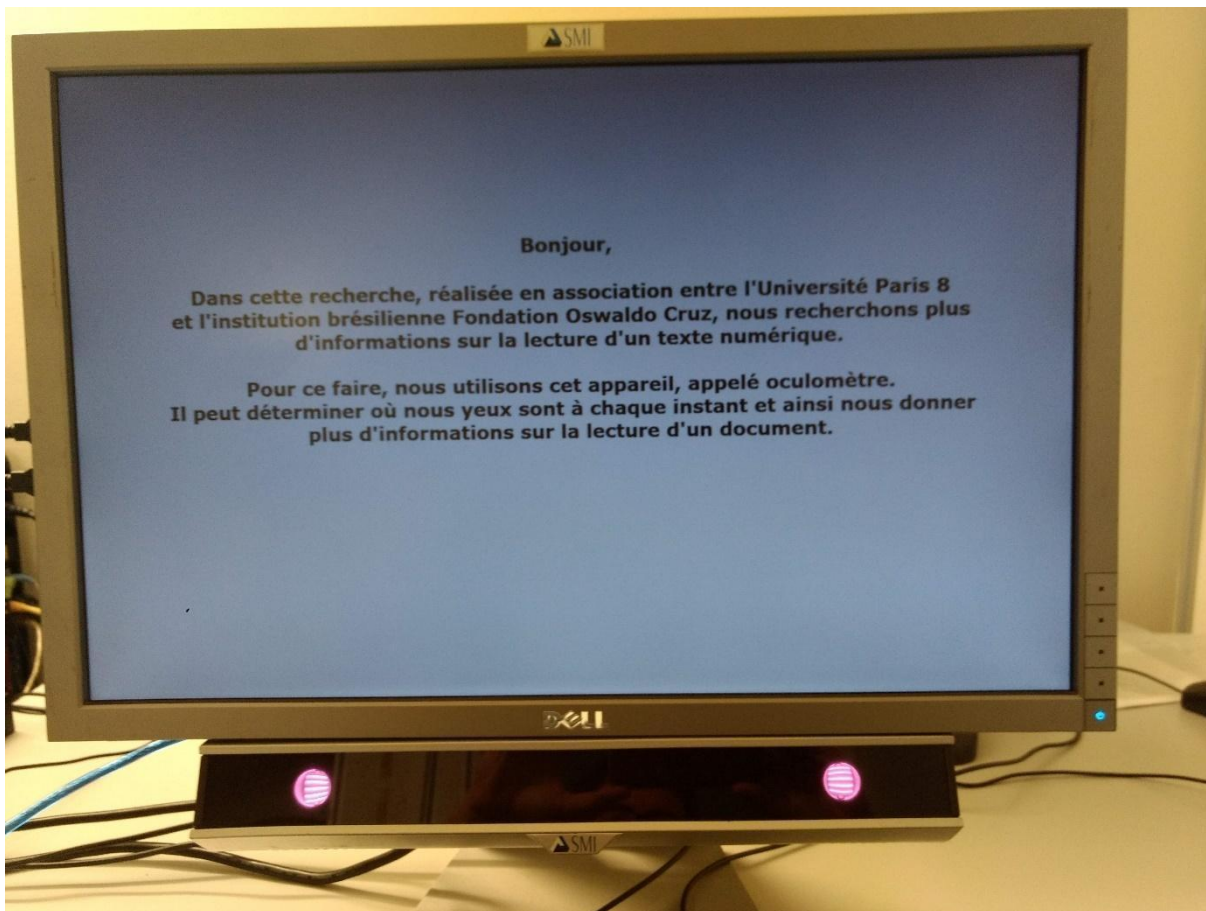 SMI
Bonjour,
Dans cette recherche, réalisée en association entre l'Université Paris 8
et l'institution brésilienne Fondation Oswaldo Cruz, nous recherchons plus
d'informations sur la lecture d'un texte numérique.
Pour ce faire, nous utilisons cet appareil, appelé oculomètre.
Il peut déterminer où nous yeux sont à chaque instant et ainsi nous donner
plus d'informations sur la lecture d'un document.
DELL
SMI